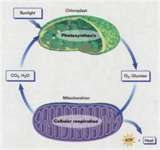 Chloroplast
Sunlight
Photosynthesis
CO₂, H₂O
O₂, Glucose
Mitochondrion
Cellular respiration
ATP
+
Heat